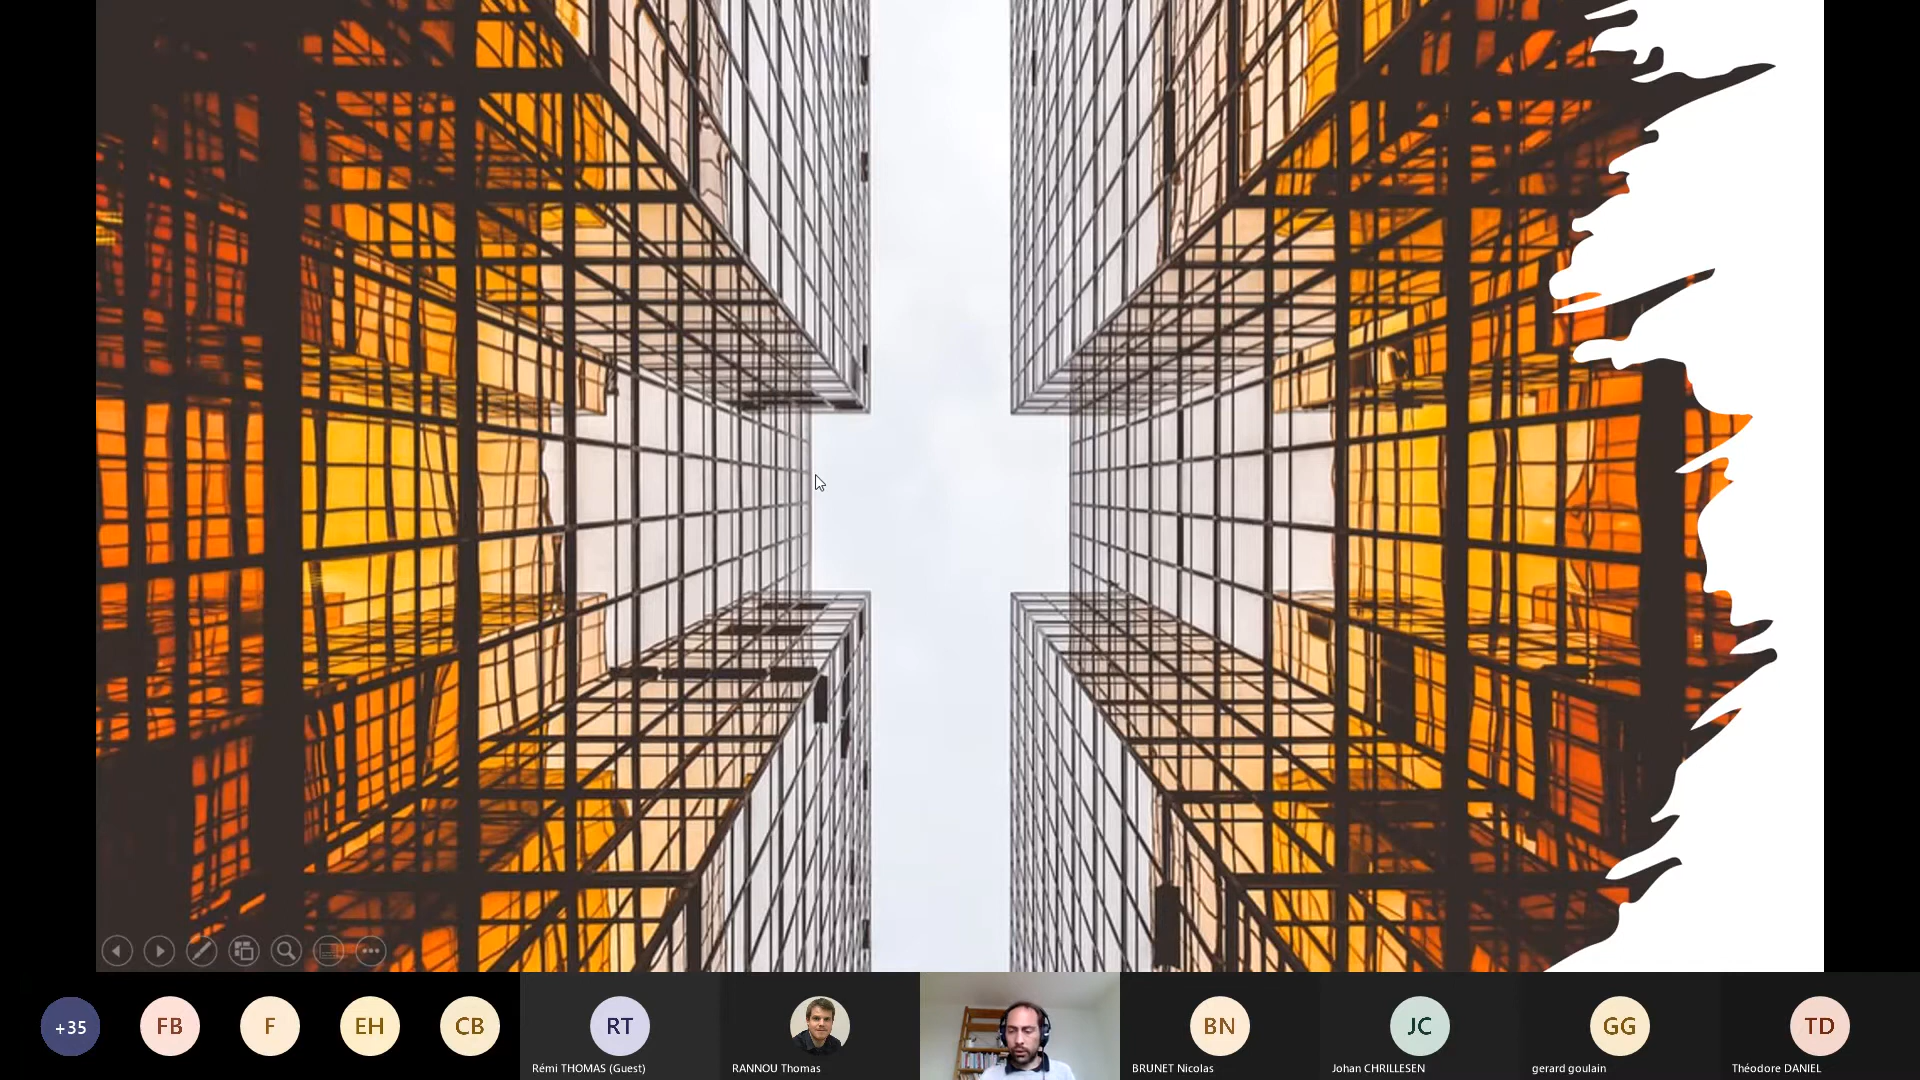 +35
FB
F
EH
CB
RT
Rémi THOMAS (Guest)
RANNOU Thomas
BN
BRUNET Nicolas
JC
Johan CHRILLESEN
GG
gerard goulain
TD
Théodore DANIEL